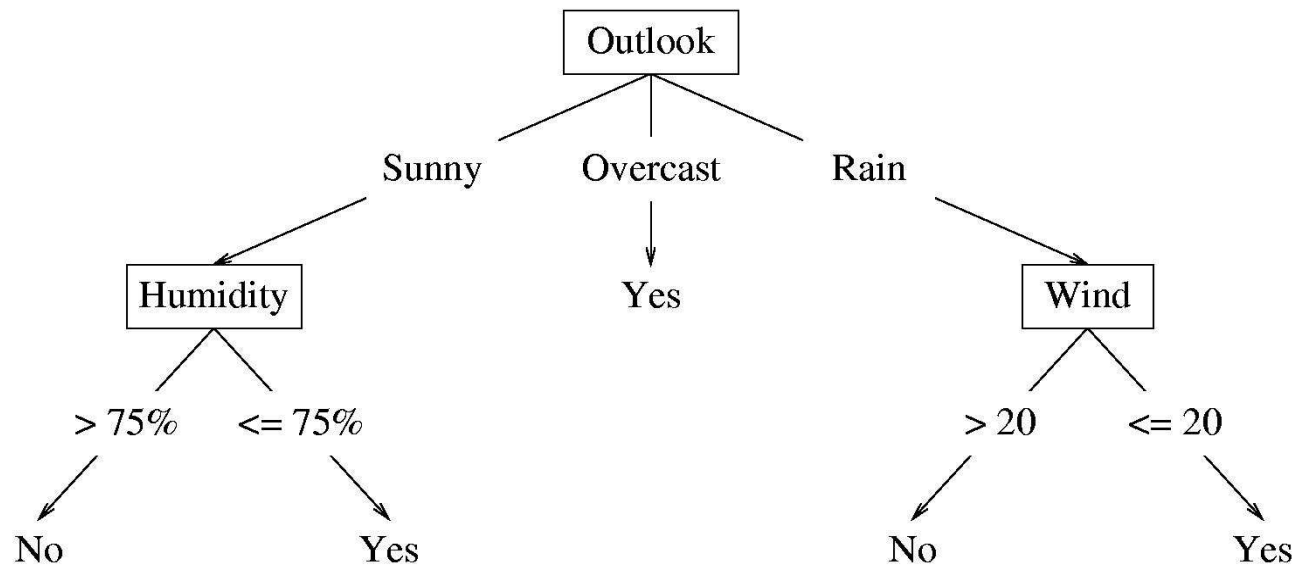 Outlook
Sunny Overcast Rain
Humidity Yes Wind
> 75% <= 75% > 20 <= 20
No Yes No Yes